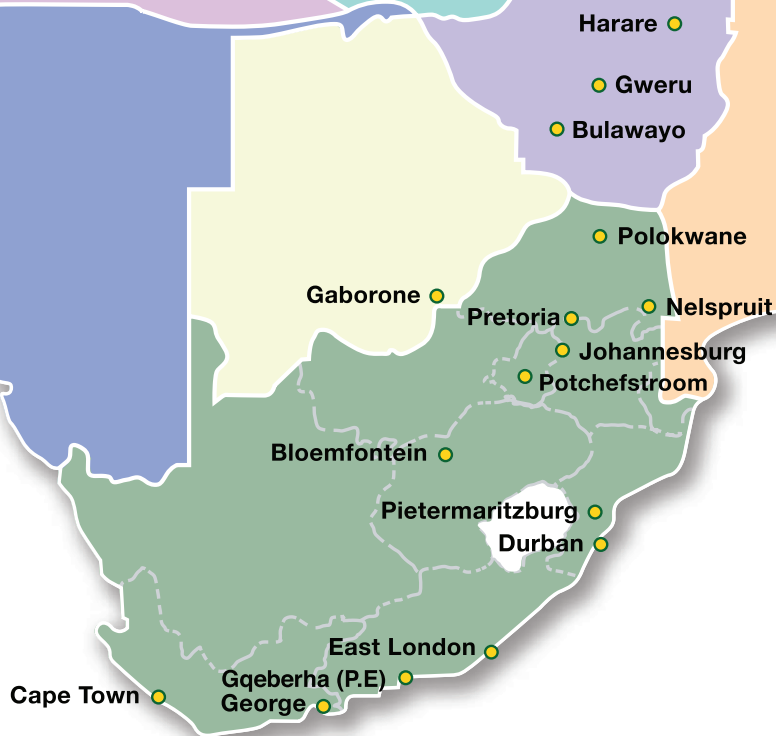 Harare
Gweru
Bulawayo
Polokwane
Gaborone
Nelspruit
Pretoria
Johannesburg
Potchefstroom
Bloemfontein
Pietermaritzburg
Durban
East London
Gqeberha (P.E)
Cape Town
George